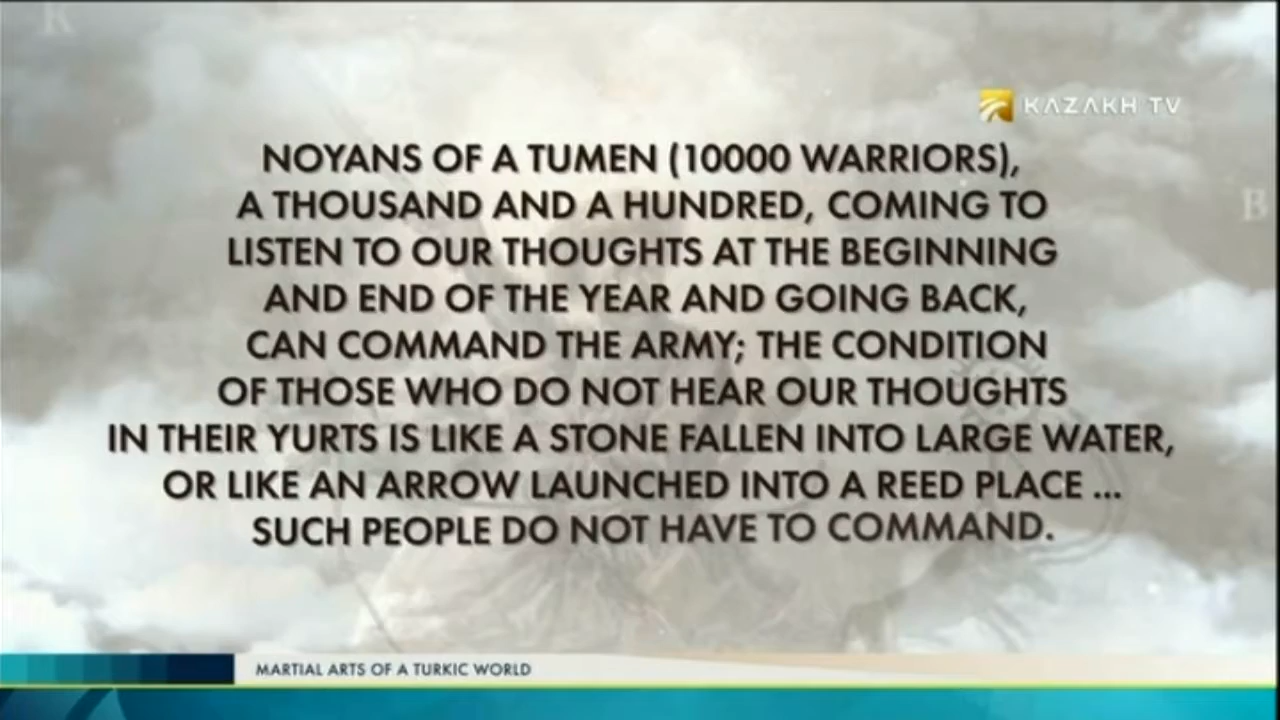 K
KAZAKH TV
NOYANS OF A TUMEN (10000 WARRIORS),
A THOUSAND AND A HUNDRED, COMING TO
B
LISTEN TO OUR THOUGHTS AT THE BEGINNING
AND END OF THE YEAR AND GOING BACK,
CAN COMMAND THE ARMY; THE CONDITION
OF THOSE WHO DO NOT HEAR OUR THOUGHTS
IN THEIR YURTS IS LIKE A STONE FALLEN INTO LARGE WATER,
OR LIKE AN ARROW LAUNCHED INTO A REED PLACE ...
SUCH PEOPLE DO NOT HAVE TO COMMAND.
MARTIAL ARTS OF A TURKIC WORLD